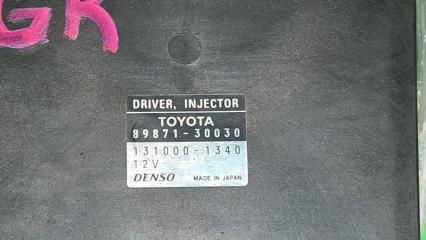 GR
DRIVER, INJECTOR
TOYOTA
89871-30030
131000-1340
12V
DENSO MADE IN JAPAN